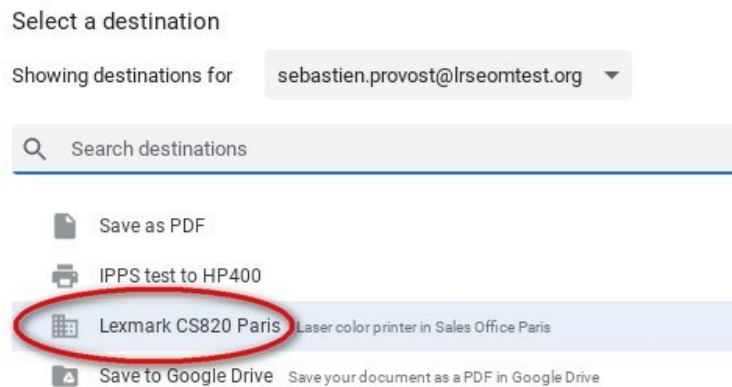 Select a destination
Showing destinations for sebastien.provost@lrseomtest.org
Search destinations
Save as PDF
IPPS test to HP400
Lexmark CS820 Paris Laser color printer in Sales Office Paris
Save to Google Drive Save your document as a PDF in Google Drive